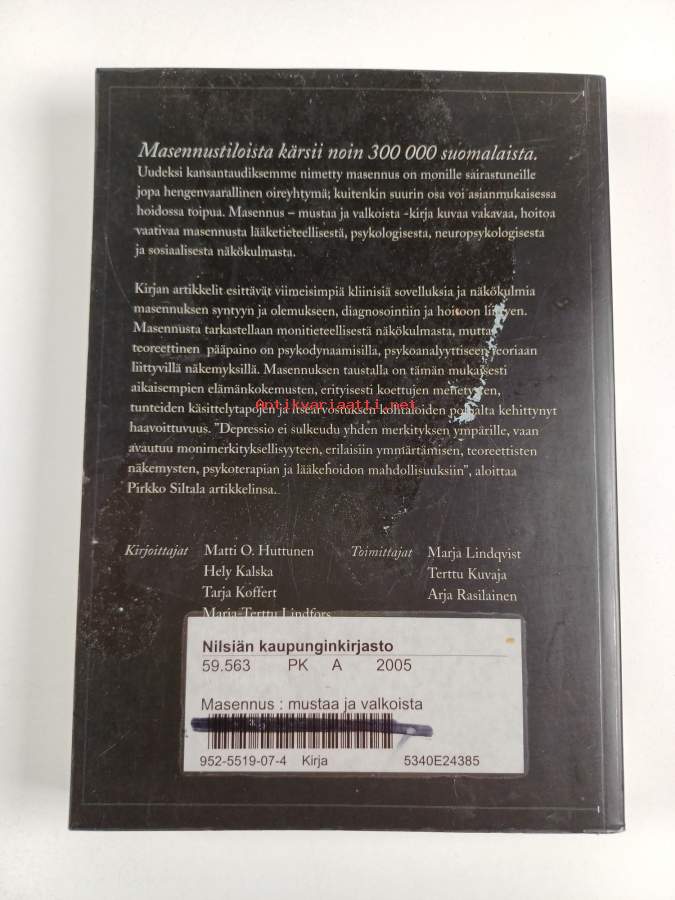 Masennustiloista kärsii noin 300 000 suomalaista.
Uudeksi kansantaudiksemme nimetty masennus on monille sairastuneille
jopa hengenvaarallinen oireyhtymä; kuitenkin suurin osa voi asianmukaisessa
hoidossa toipua. Masennus – mustaa ja valkoista -kirja kuvaa vakavaa, hoitoa
vaativaa masennusta lääketieteellisestä, psykologisesta, neuropsykologisesta
ja sosiaalisesta näkökulmasta.
Kirjan artikkelit esittävät viimeisimpiä kliinisiä sovelluksia ja näkökulmia
masennuksen syntyyn ja olemukseen, diagnosointiin ja hoitoon liittyen.
Masennusta tarkastellaan monitieteellisestä näkökulmasta, mutta
teoreettinen pääpaino on psykodynaamisilla, psykoanalyyttiseen teoriaan
liittyvillä näkemyksillä. Masennuksen taustalla on tämän mukaisesti
aikaisempien elämänkokemusten, erityisesti koettujen menetysten,
tunteiden käsittelytapojen ja itsearvostuksen kohtaloiden pohjalta kehittynyt
Antikvariaatti.net
haavoittuvuus. ”Depressio ei sulkeudu yhden merkityksen ympärille, vaan
avautuu monimerkityksellisyyteen, erilaisiin ymmärtämisen, teoreettisten
näkemysten, psykoterapian ja lääkehoidon mahdollisuuksiin”, aloittaa
Pirkko Siltala artikkelinsa.
Kirjoittajat Matti O. Huttunen Toimittajat Marja Lindqvist
Hely Kalska Terttu Kuvaja
Tarja Koffert Arja Rasilainen
Marja-Terttu Lindfors
Nilsiän kaupunginkirjasto
59.563 PK A 2005
Masennus : mustaa ja valkoista
952-5519-07-4 Kirja 5340E24385